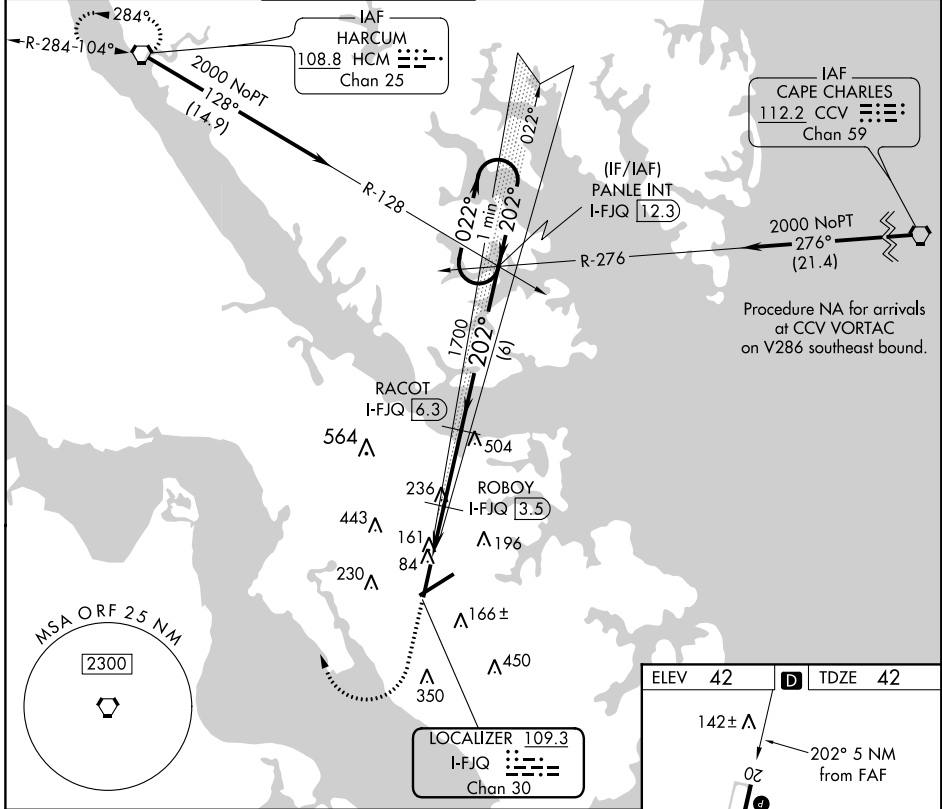 284°
R-284-104°
IAF
HARCUM
108.8 HCM
Chan 25
2000 NoPT
128°
(14.9)
R-128
022°
IAF
CAPE CHARLES
112.2 CCV
Chan 59
(IF/IAF)
PANLE INT
I-FJQ 12.3
022°
1 min
202°
2000 NoPT
276°
(21.4)
R-276
Procedure NA for arrivals
at CCV VORTAC
on V286 southeast bound.
1700
202°
(6)
RACOT
I-FJQ 6.3
564
504
236
ROBOY
I-FJQ 3.5
443
161
196
84
230
166±
450
350
MSA ORF 25 NM
2300
LOCALIZER 109.3
I-FJQ
Chan 30
ELEV 42
D
TDZE 42
142±
202° 5 NM
from FAF
20
P